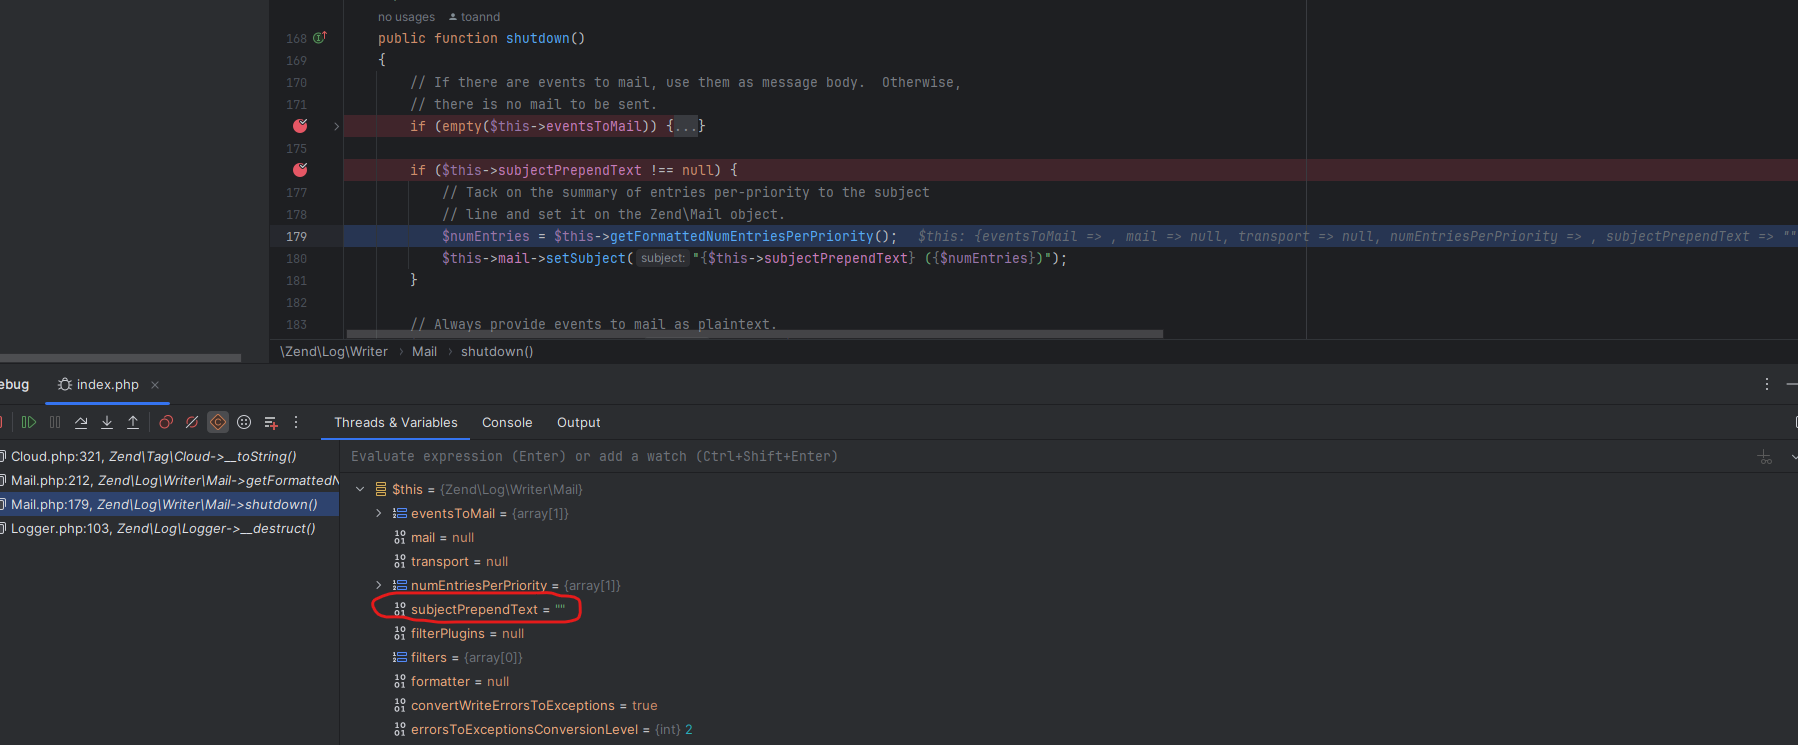 no usages toannd
168 public function shutdown()
169 {
170 // If there are events to mail, use them as message body.  Otherwise,
171 // there is no mail to be sent.
if (empty($this->eventsToMail)) {...}
175
if ($this->subjectPrependText !== null) {
177 // Tack on the summary of entries per-priority to the subject
178 // line and set it on the Zend\Mail object.
179 $numEntries = $this->getFormattedNumEntriesPerPriority(); $this: {eventsToMail => , mail => null, transport => null, numEntriesPerPriority => , subjectPrependText => ""
180 $this->mail->setSubject( subject: "{$this->subjectPrependText} ({$numEntries})");
181 }
182
183 // Always provide events to mail as plaintext.
\Zend\Log\Writer › Mail › shutdown()
ebug index.php ×
Threads & Variables Console Output
Cloud.php:321, Zend\Tag\Cloud->__toString()
Mail.php:212, Zend\Log\Writer\Mail->getFormattedN
Mail.php:179, Zend\Log\Writer\Mail->shutdown()
Logger.php:103, Zend\Log\Logger->__destruct()
Evaluate expression (Enter) or add a watch (Ctrl+Shift+Enter)
$this = {Zend\Log\Writer\Mail}
eventsToMail = {array[1]}
mail = null
transport = null
numEntriesPerPriority = {array[1]}
subjectPrependText = ""
filterPlugins = null
filters = {array[0]}
formatter = null
convertWriteErrorsToExceptions = true
errorsToExceptionsConversionLevel = {int} 2